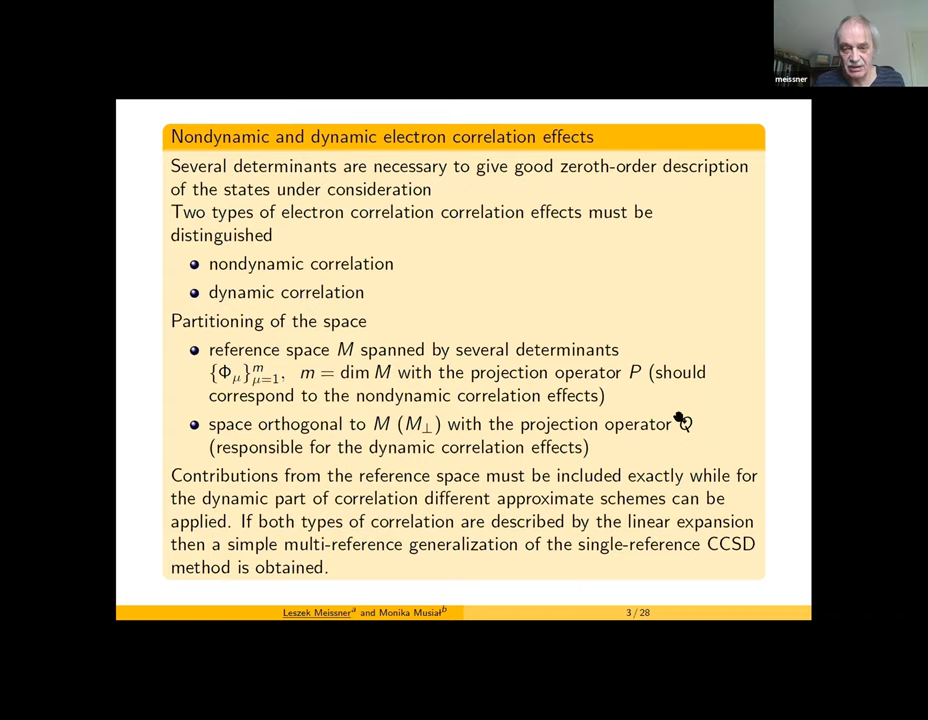 meissner
Nondynamic and dynamic electron correlation effects
Several determinants are necessary to give good zeroth-order description
of the states under consideration
Two types of electron correlation correlation effects must be
distinguished
nondynamic correlation
dynamic correlation
Partitioning of the space
reference space M spanned by several determinants
{Φ_μ}^m_{μ=1}, m = dim M with the projection operator P (should
correspond to the nondynamic correlation effects)
space orthogonal to M (M⊥) with the projection operator Q
(responsible for the dynamic correlation effects)
Contributions from the reference space must be included exactly while for
the dynamic part of correlation different approximate schemes can be
applied. If both types of correlation are described by the linear expansion
then a simple multi-reference generalization of the single-reference CCSD
method is obtained.
Leszek Meissner^a and Monika Musiał^b 3 / 28